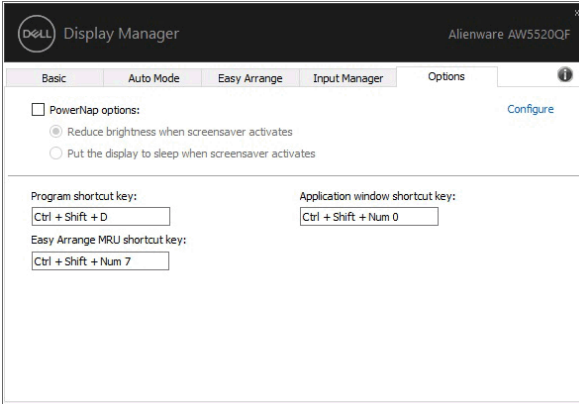 DELL Display Manager
Alienware AW5520QF
Basic Auto Mode Easy Arrange Input Manager Options
PowerNap options:
Configure
Reduce brightness when screensaver activates
Put the display to sleep when screensaver activates
Program shortcut key:
Application window shortcut key:
Ctrl + Shift + D
Ctrl + Shift + Num 0
Easy Arrange MRU shortcut key:
Ctrl + Shift + Num 7